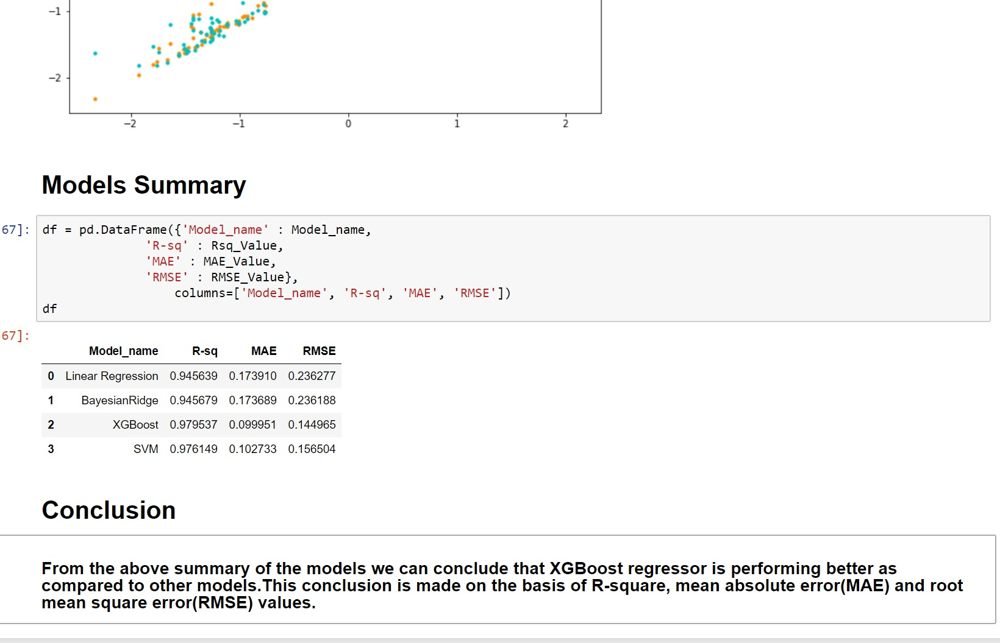 −1
−2
−2 −1 0 1 2
Models Summary
67]: df = pd.DataFrame({'Model_name' : Model_name,
'R-sq' : Rsq_Value,
'MAE' : MAE_Value,
'RMSE' : RMSE_Value},
columns=['Model_name', 'R-sq', 'MAE', 'RMSE'])
df
67]:
Model_name R-sq MAE RMSE
0 Linear Regression 0.945639 0.173910 0.236277
1 BayesianRidge 0.945679 0.173689 0.236188
2 XGBoost 0.979537 0.099951 0.144965
3 SVM 0.976149 0.102733 0.156504
Conclusion
From the above summary of the models we can conclude that XGBoost regressor is performing better as
compared to other models.This conclusion is made on the basis of R-square, mean absolute error(MAE) and root
mean square error(RMSE) values.